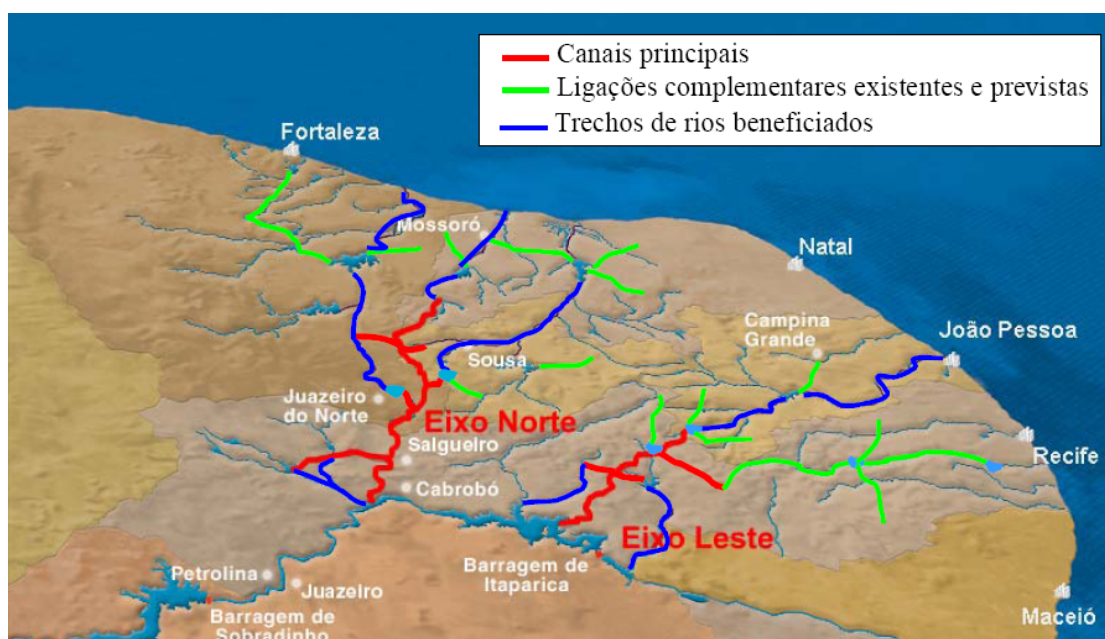 Canais principais
Ligações complementares existentes e previstas
Trechos de rios beneficiados
Fortaleza
Mossoró
Natal
Campina
Grande
João Pessoa
Sousa
Juazeiro
do Norte
Eixo Norte
Salgueiro
Recife
Cabrobó
Eixo Leste
Barragem de
Itaparica
Petrolina
Juazeiro
Maceió
Barragem de
Sobradinho